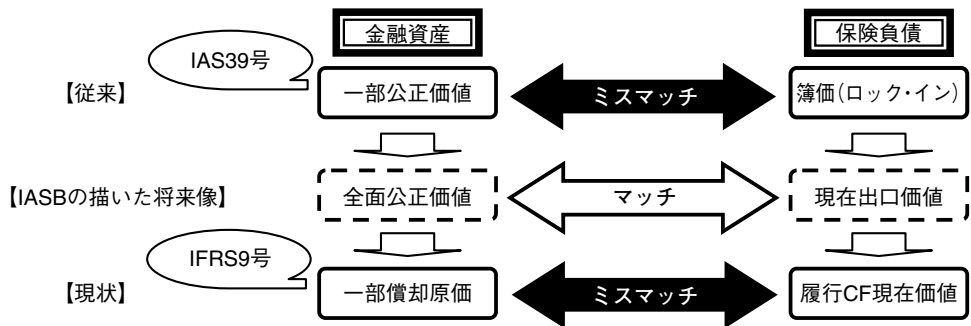 金融資産
保険負債
IAS39号
【従来】
一部公正価値
ミスマッチ
簿価(ロック・イン)
【IASBの描いた将来像】
全面公正価値
マッチ
現在出口価値
IFRS9号
【現状】
一部償却原価
ミスマッチ
履行CF現在価値